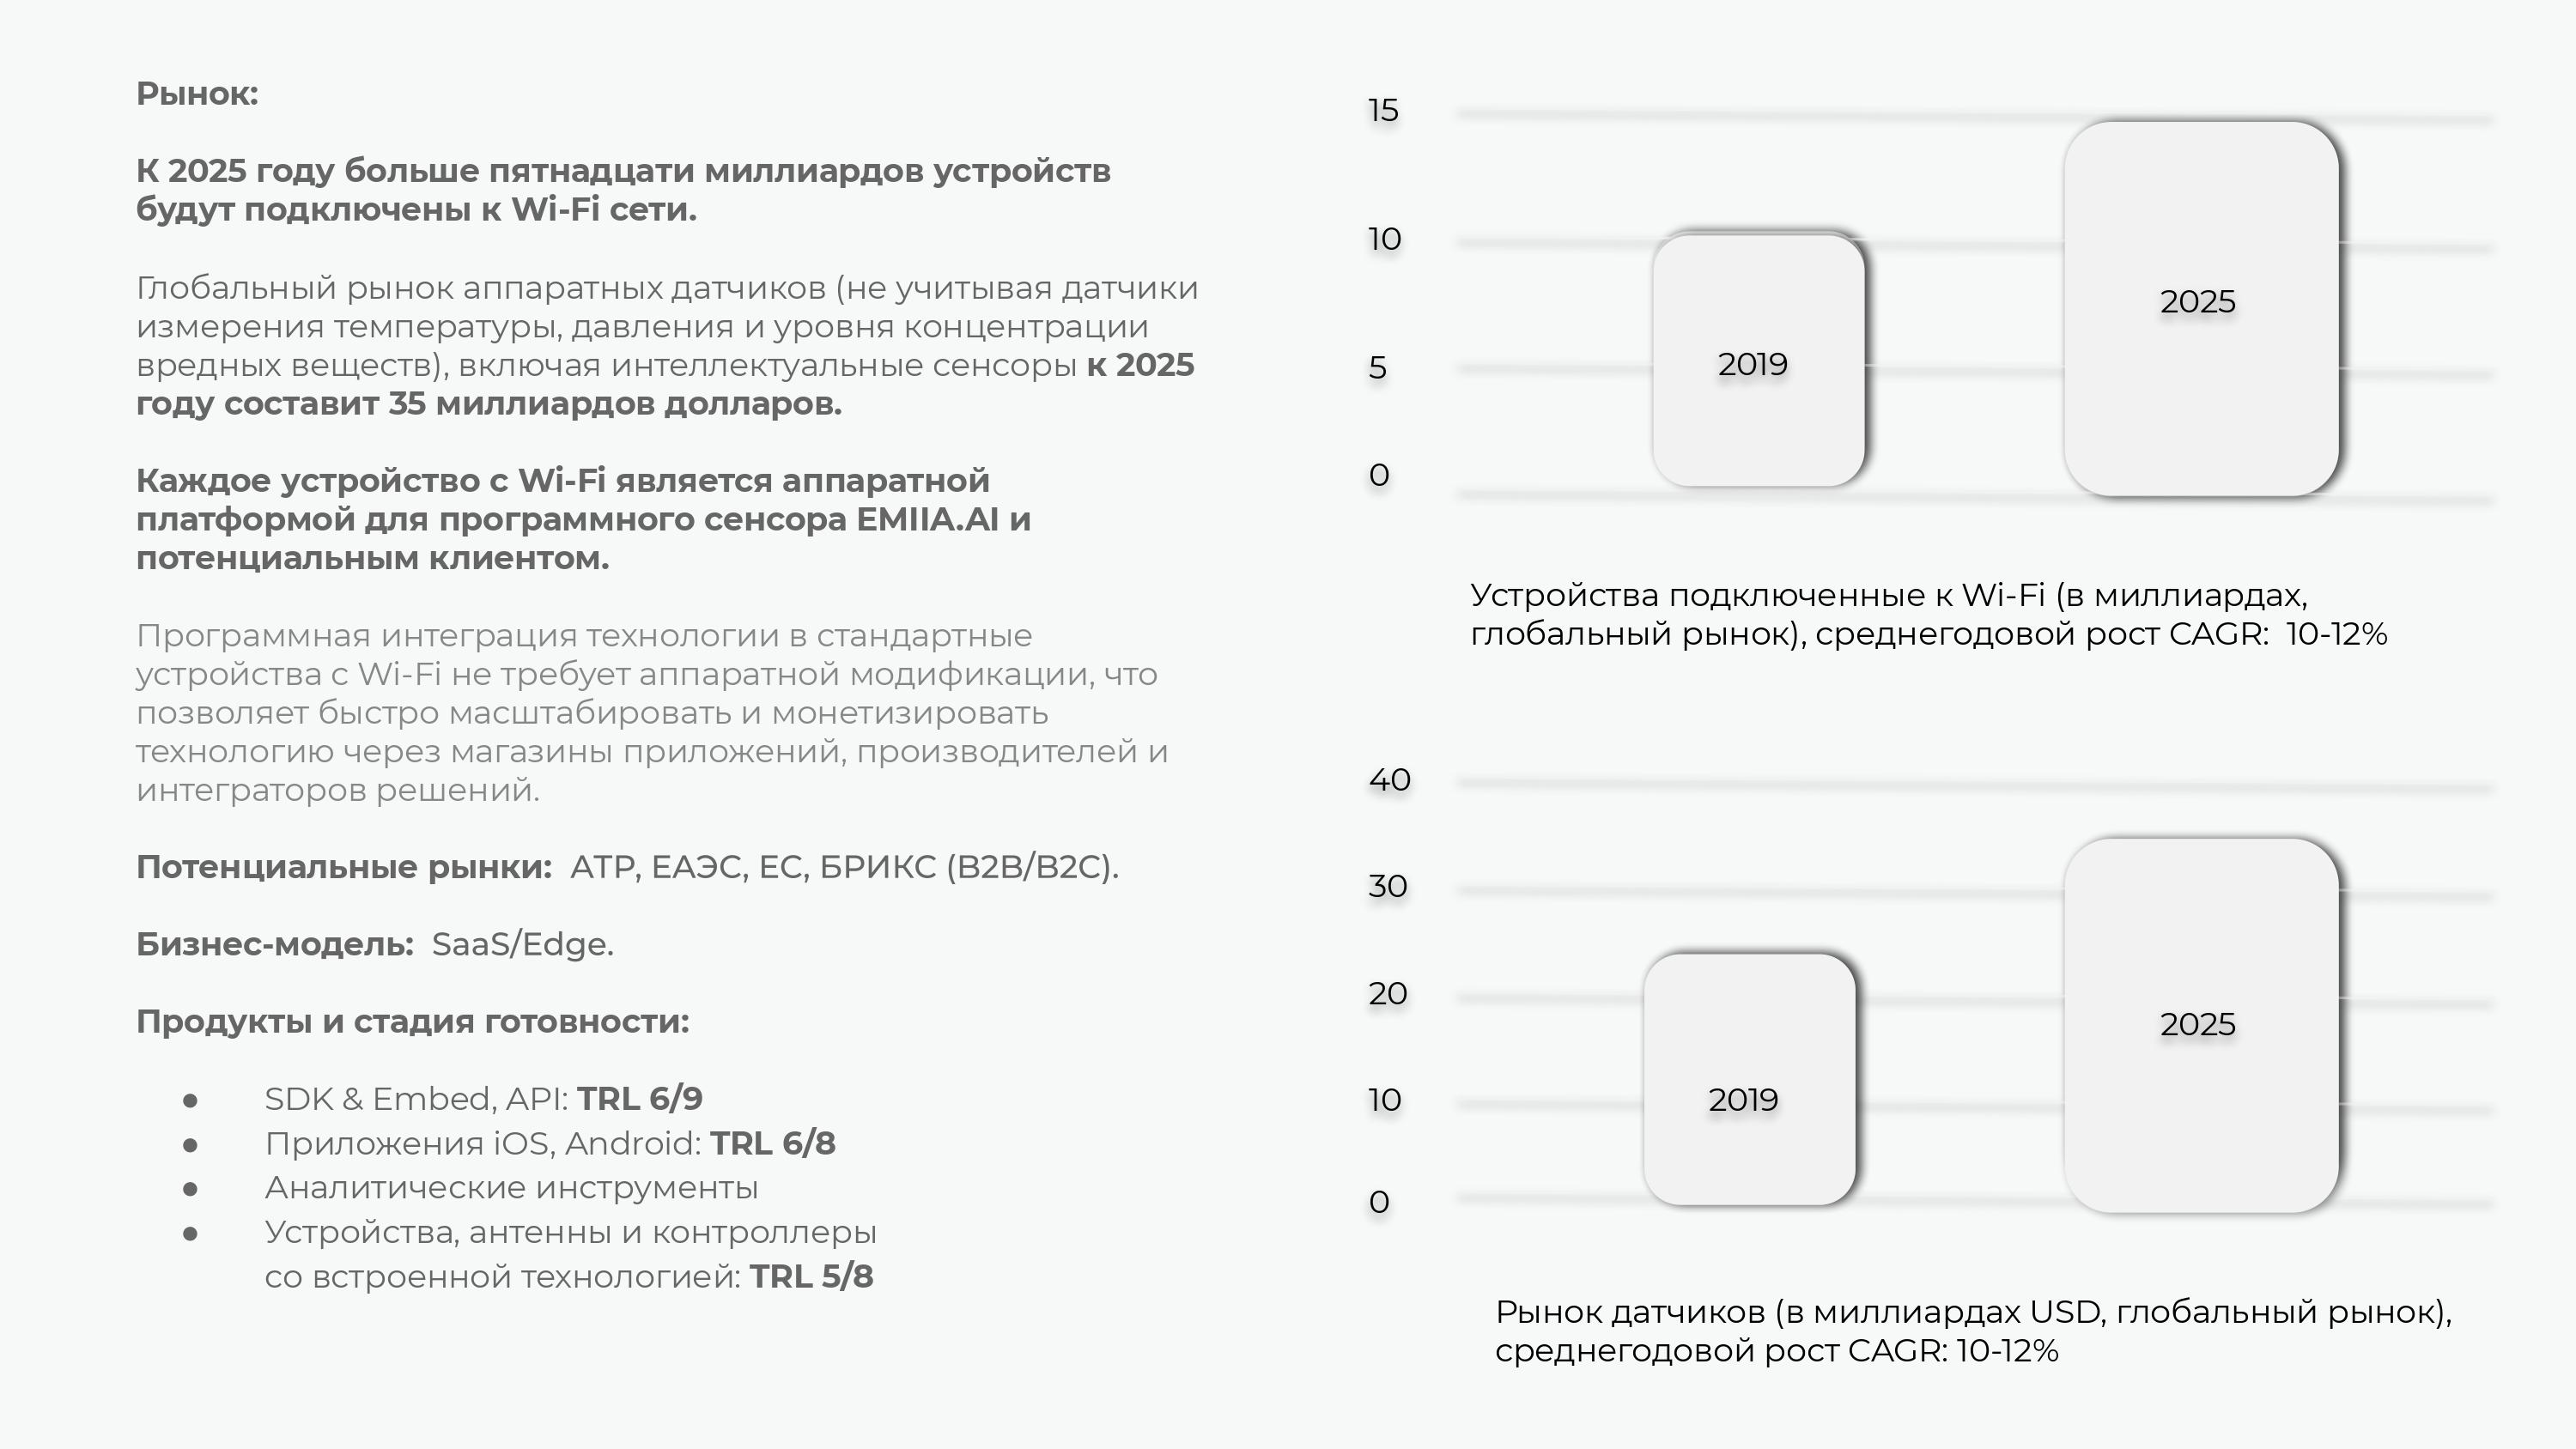 Рынок:
К 2025 году больше пятнадцати миллиардов устройств
будут подключены к Wi-Fi сети.
Глобальный рынок аппаратных датчиков (не учитывая датчики
измерения температуры, давления и уровня концентрации
вредных веществ), включая интеллектуальные сенсоры к 2025
году составит 35 миллиардов долларов.
Каждое устройство с Wi-Fi является аппаратной
платформой для программного сенсора EMIIA.AI и
потенциальным клиентом.
Программная интеграция технологии в стандартные
устройства с Wi-Fi не требует аппаратной модификации, что
позволяет быстро масштабировать и монетизировать
технологию через магазины приложений, производителей и
интеграторов решений.
Потенциальные рынки: АТР, ЕАЭС, ЕС, БРИКС (B2B/B2C).
Бизнес-модель: SaaS/Edge.
Продукты и стадия готовности:
● SDK & Embed, API: TRL 6/9
● Приложения iOS, Android: TRL 6/8
● Аналитические инструменты
● Устройства, антенны и контроллеры
со встроенной технологией: TRL 5/8
15
10
5
0
2019
2025
Устройства подключенные к Wi-Fi (в миллиардах,
глобальный рынок), среднегодовой рост CAGR: 10-12%
40
30
20
10
0
2019
2025
Рынок датчиков (в миллиардах USD, глобальный рынок),
среднегодовой рост CAGR: 10-12%